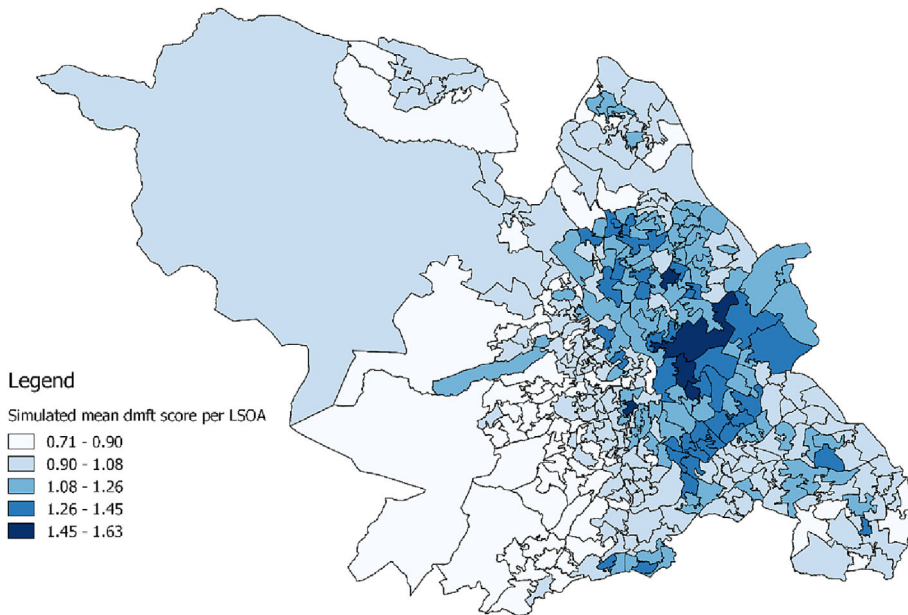 Legend
Simulated mean dmft score per LSOA
0.71 - 0.90
0.90 - 1.08
1.08 - 1.26
1.26 - 1.45
1.45 - 1.63